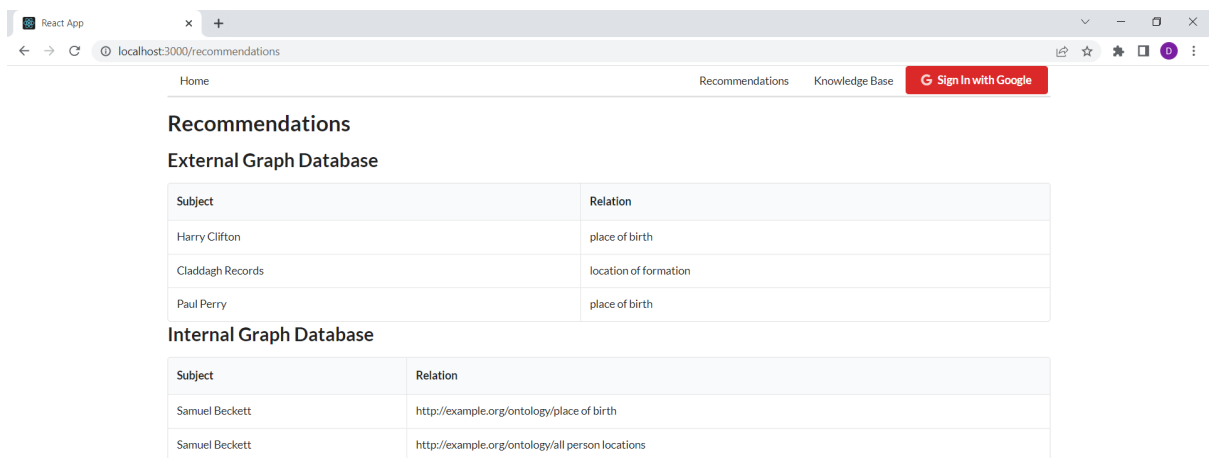 React App
localhost:3000/recommendations
D
Home Recommendations Knowledge Base G Sign In with Google
Recommendations
External Graph Database
Subject Relation
Harry Clifton place of birth
Claddagh Records location of formation
Paul Perry place of birth
Internal Graph Database
Subject Relation
Samuel Beckett http://example.org/ontology/place of birth
Samuel Beckett http://example.org/ontology/all person locations